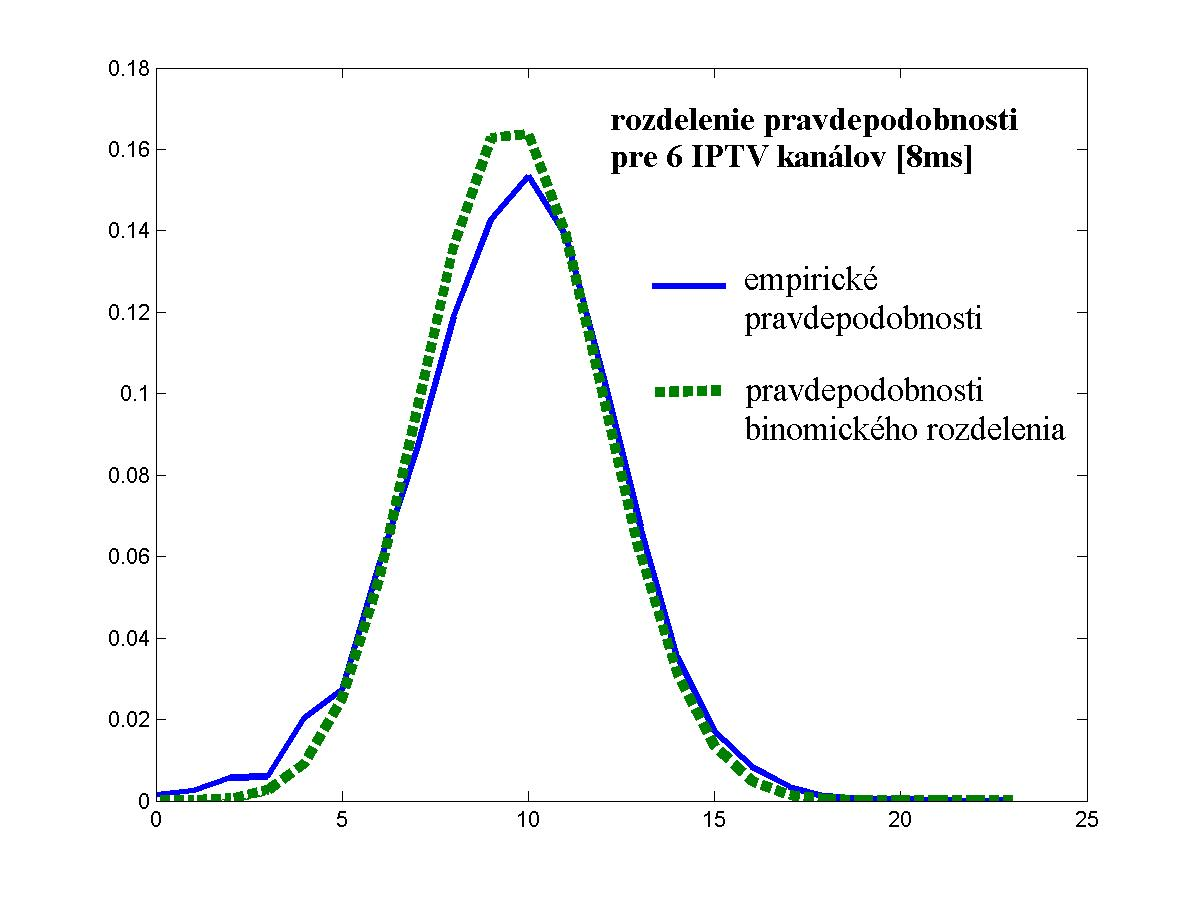 0.18
rozdelenie pravdepodobnosti
pre 6 IPTV kanálov [8ms]
0.16
0.14
empirické
pravdepodobnosti
0.12
0.1
pravdepodobnosti
binomického rozdelenia
0.08
0.06
0.04
0.02
0
0 5 10 15 20 25